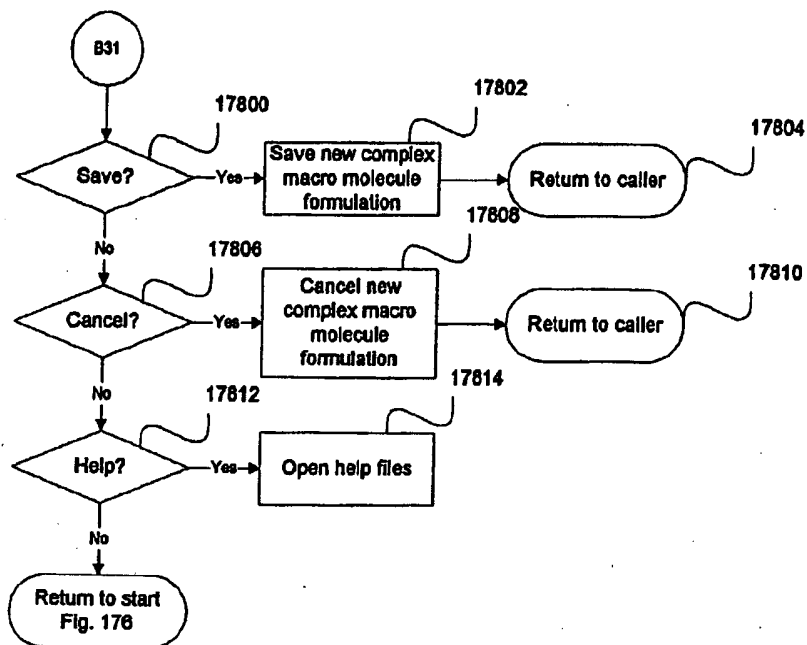 B31
17800
Save?
Yes
Save new complex
macro molecule
formulation
17802
Return to caller
17804
No
17806
Cancel?
Yes
Cancel new
complex macro
molecule
formulation
17808
Return to caller
17810
No
17812
Help?
Yes
Open help files
17814
No
Return to start
Fig. 176